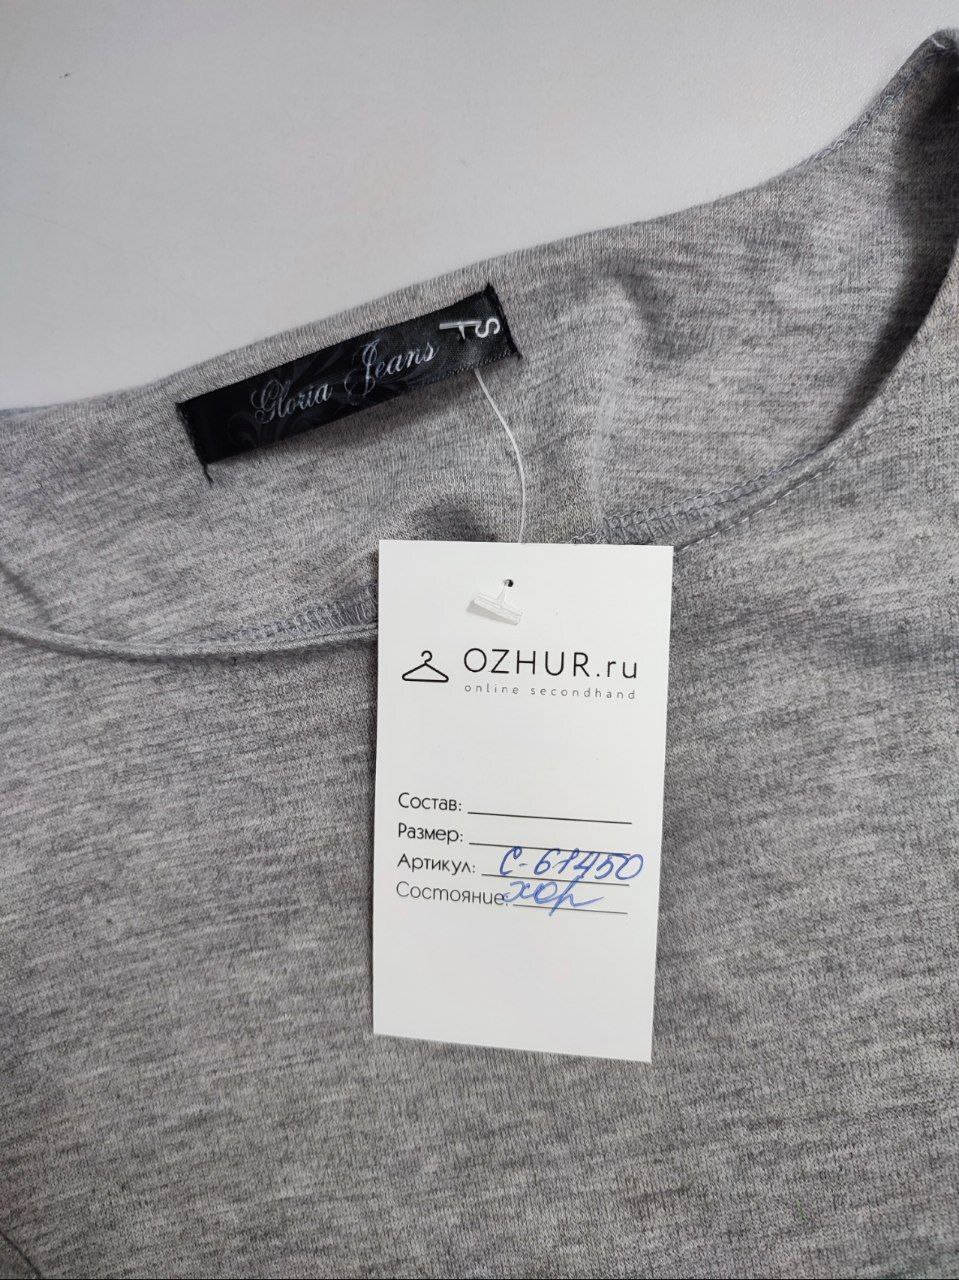 Gloria Jeans
S
OZHUR.ru
online secondhand
Состав:
Размер:
Артикул: С-61450
Состояние: хор